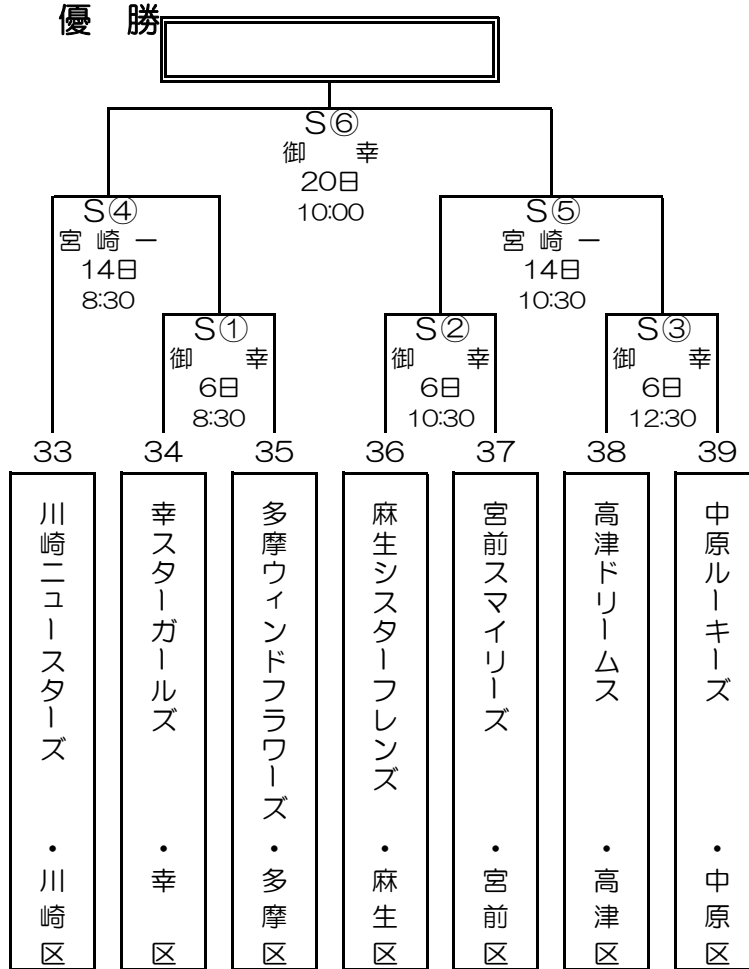 優　勝
S⑥
御　幸
20日
10:00
S④
宮崎一
14日
8:30
S⑤
宮崎一
14日
10:30
S①
御　幸
6日
8:30
S②
御　幸
6日
10:30
S③
御　幸
6日
12:30
33 34 35 36 37 38 39
川崎ニュースターズ・川崎区
幸スターガールズ・幸区
多摩ウィンドフラワーズ・多摩区
麻生シスターフレンズ・麻生区
宮前スマイリーズ・宮前区
高津ドリームス・高津区
中原ルーキーズ・中原区